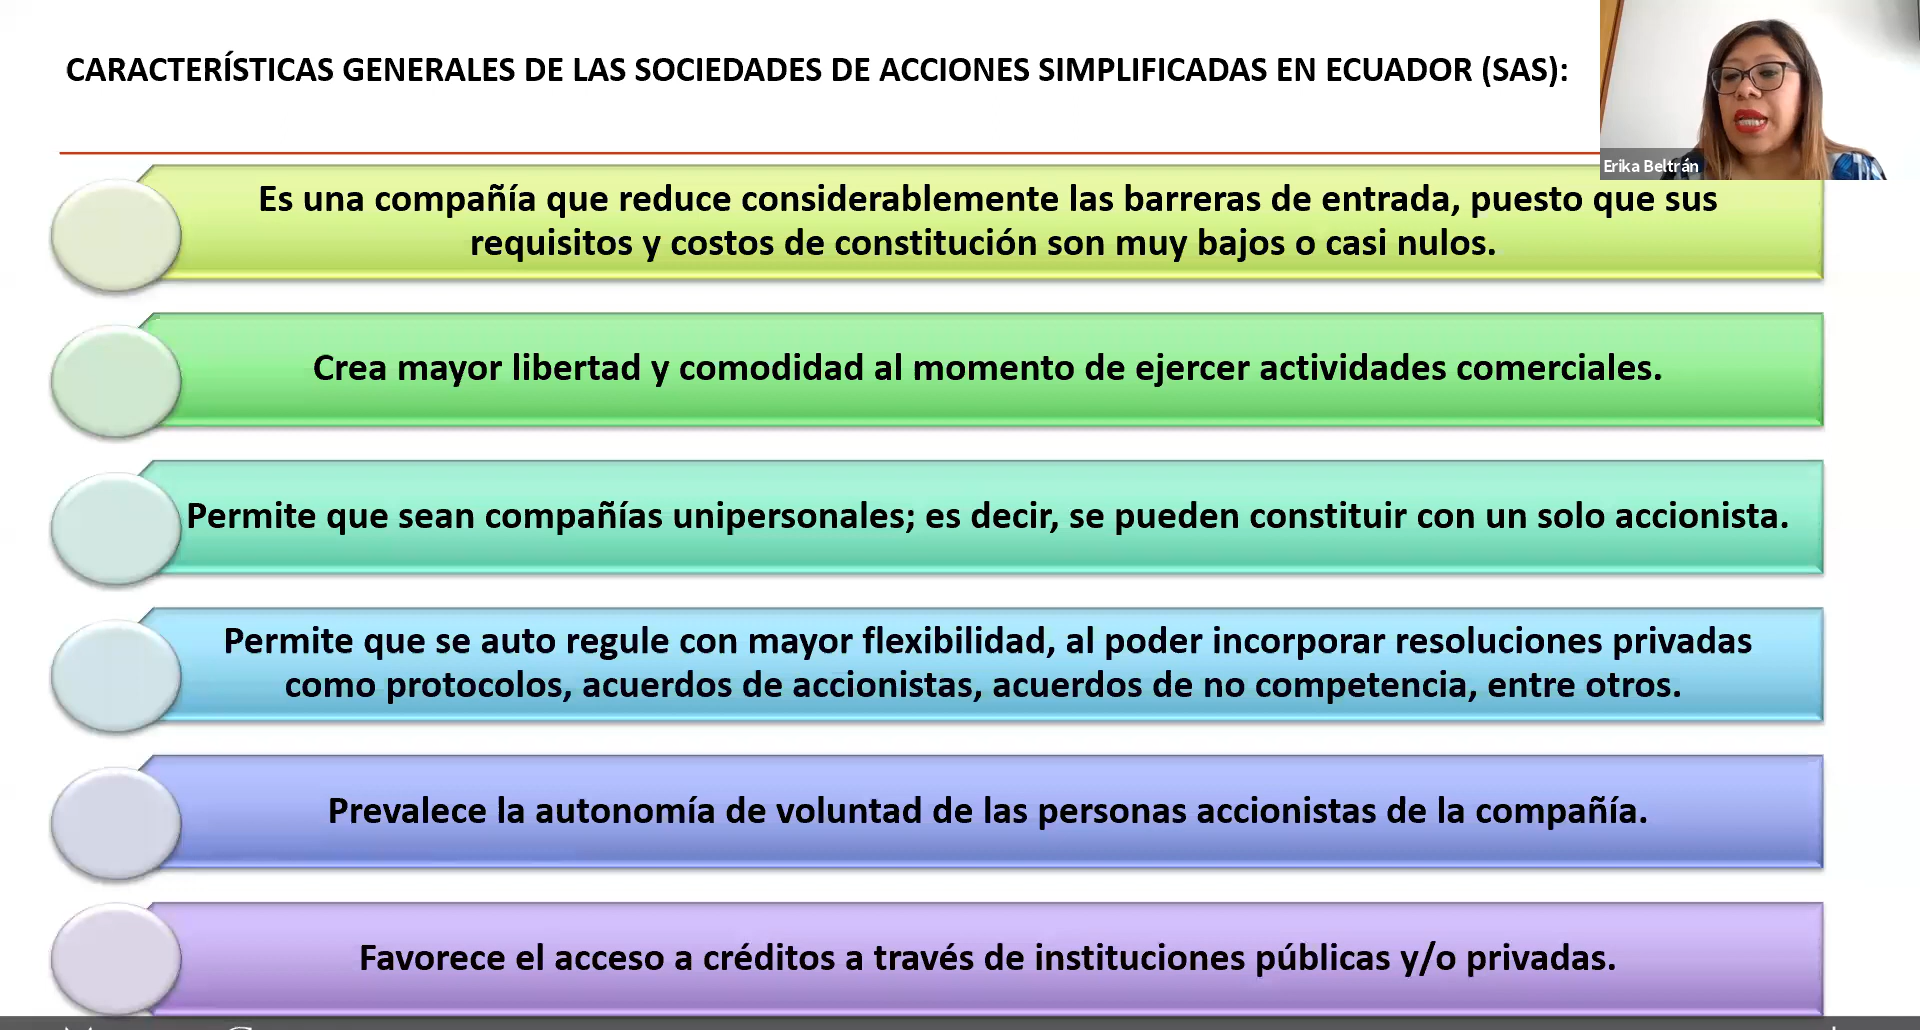 CARACTERÍSTICAS GENERALES DE LAS SOCIEDADES DE ACCIONES SIMPLIFICADAS EN ECUADOR (SAS):
Erika Beltrán
Es una compañía que reduce considerablemente las barreras de entrada, puesto que sus
requisitos y costos de constitución son muy bajos o casi nulos.
Crea mayor libertad y comodidad al momento de ejercer actividades comerciales.
Permite que sean compañías unipersonales; es decir, se pueden constituir con un solo accionista.
Permite que se auto regule con mayor flexibilidad, al poder incorporar resoluciones privadas
como protocolos, acuerdos de accionistas, acuerdos de no competencia, entre otros.
Prevalece la autonomía de voluntad de las personas accionistas de la compañía.
Favorece el acceso a créditos a través de instituciones públicas y/o privadas.